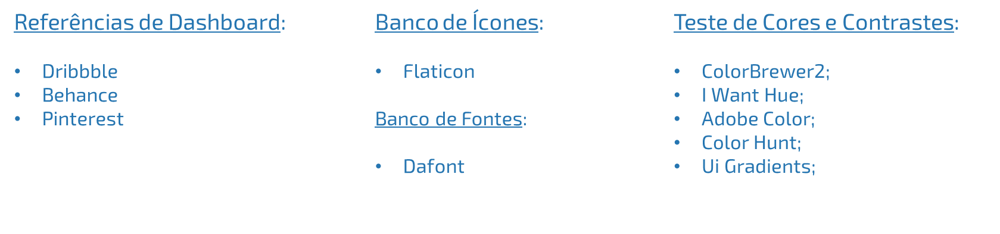 Referências de Dashboard:
• Dribbble
• Behance
• Pinterest
Banco de Ícones:
• Flaticon
Banco de Fontes:
• Dafont
Teste de Cores e Contrastes:
• ColorBrewer2;
• I Want Hue;
• Adobe Color;
• Color Hunt;
• Ui Gradients;